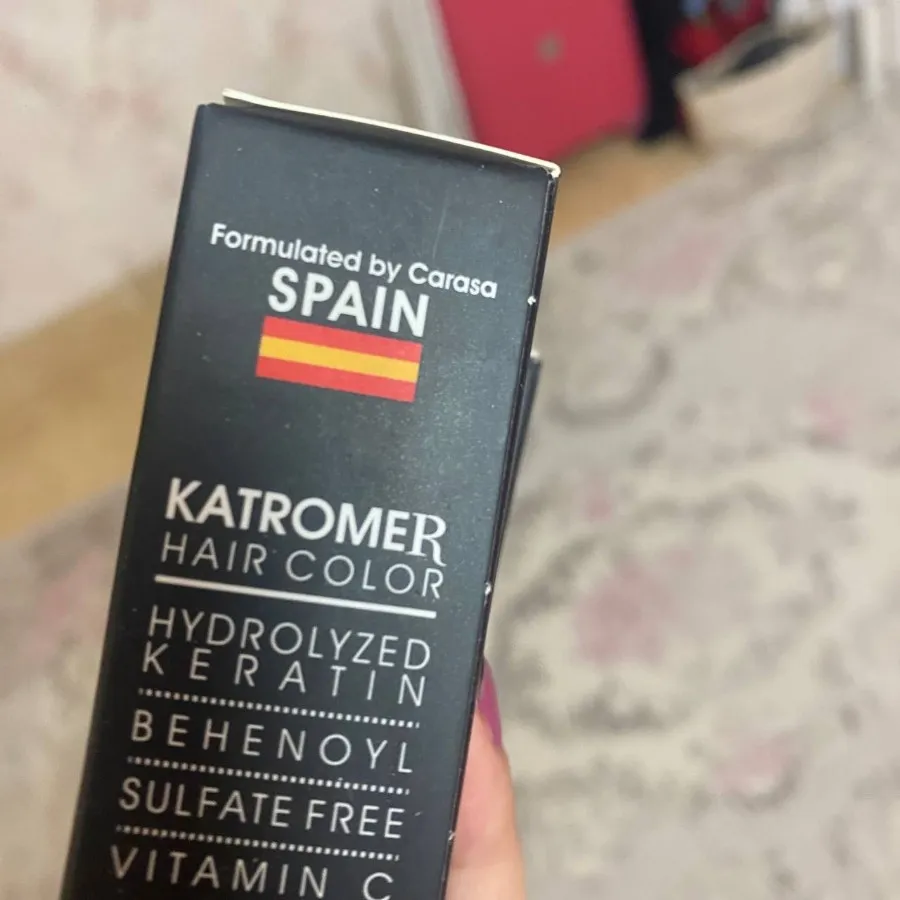 Formulated by Carasa
SPAIN
KATROMER
HAIR COLOR
HYDROLYZED
KERATIN
BEHENOYL
SULFATE FREE
VITAMIN C